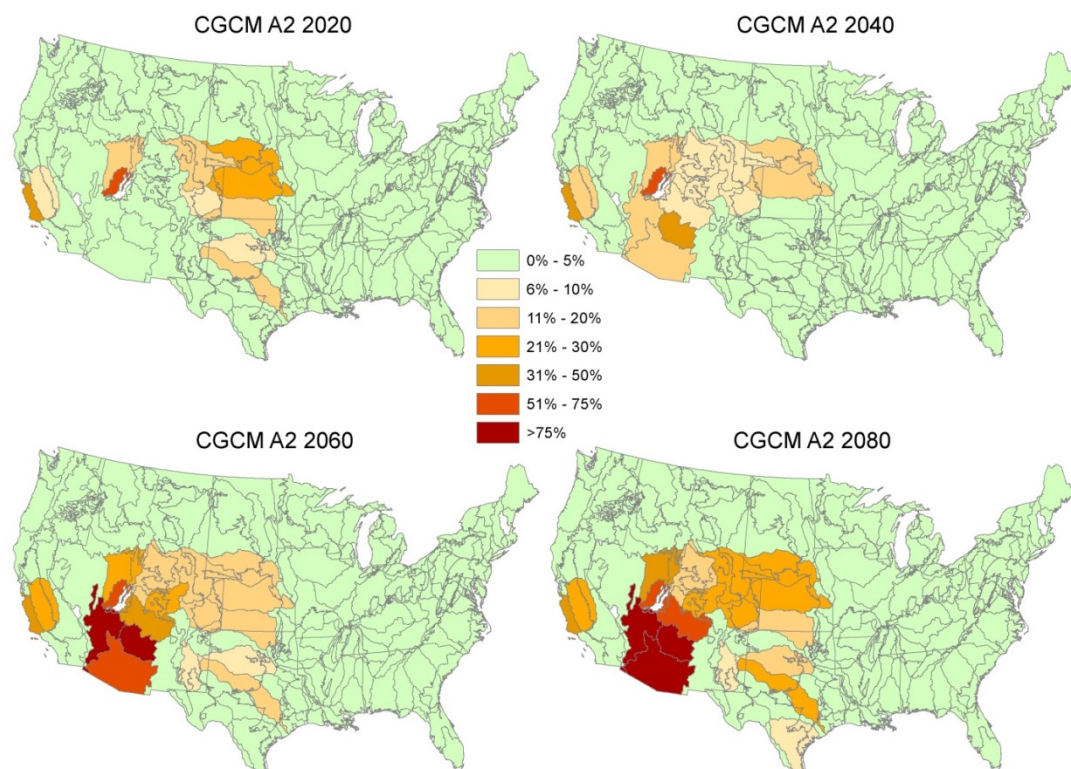 CGCM A2 2020
CGCM A2 2040
0% - 5%
6% - 10%
11% - 20%
21% - 30%
31% - 50%
51% - 75%
>75%
CGCM A2 2060
CGCM A2 2080